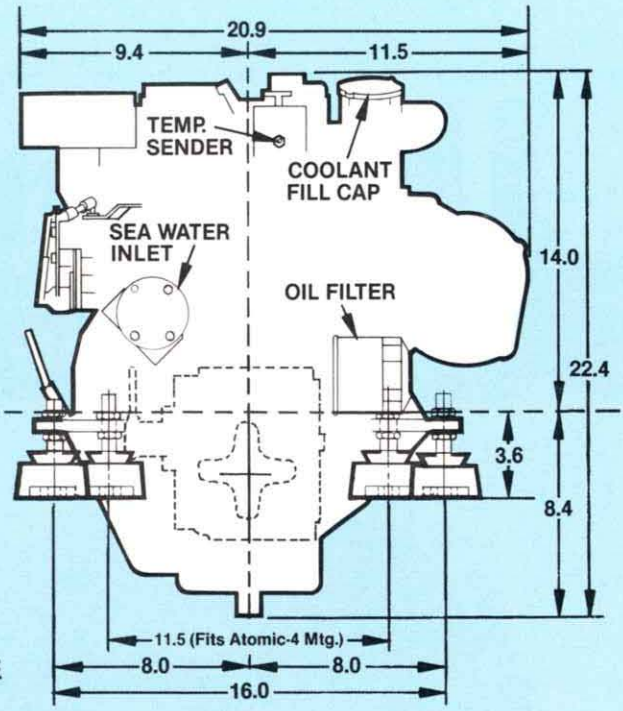 20.9
9.4
11.5
TEMP.
SENDER
COOLANT
FILL CAP
SEA WATER
INLET
14.0
OIL FILTER
22.4
3.6
8.4
11.5 (Fits Atomic-4 Mtg.)
8.0
8.0
16.0